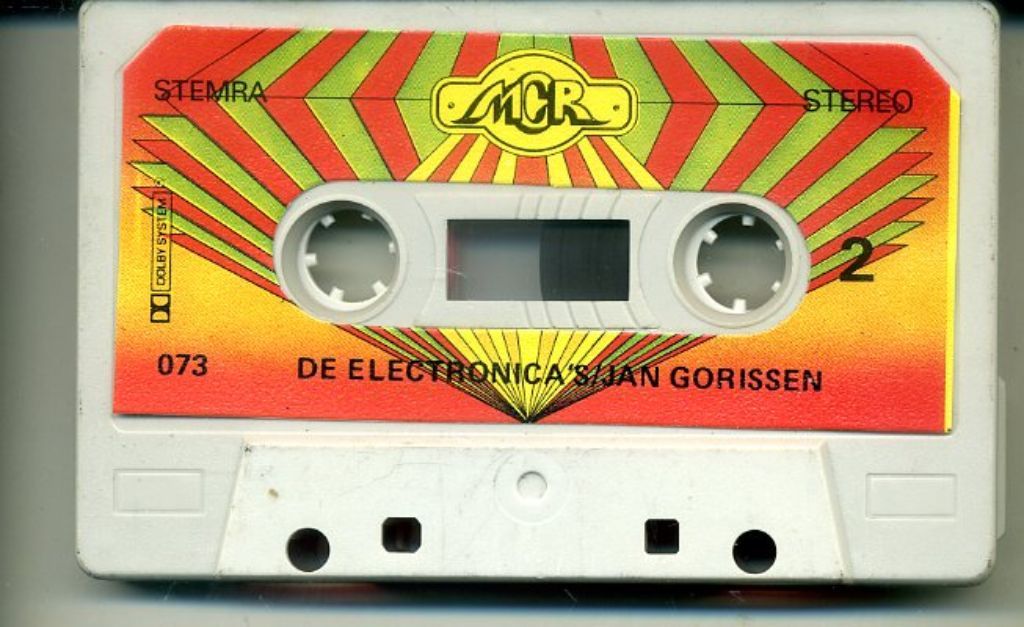 STEMRA
MCR
STEREO
DOLBY SYSTEM
2
073
DE ELECTRONICA'S/JAN GORISSEN